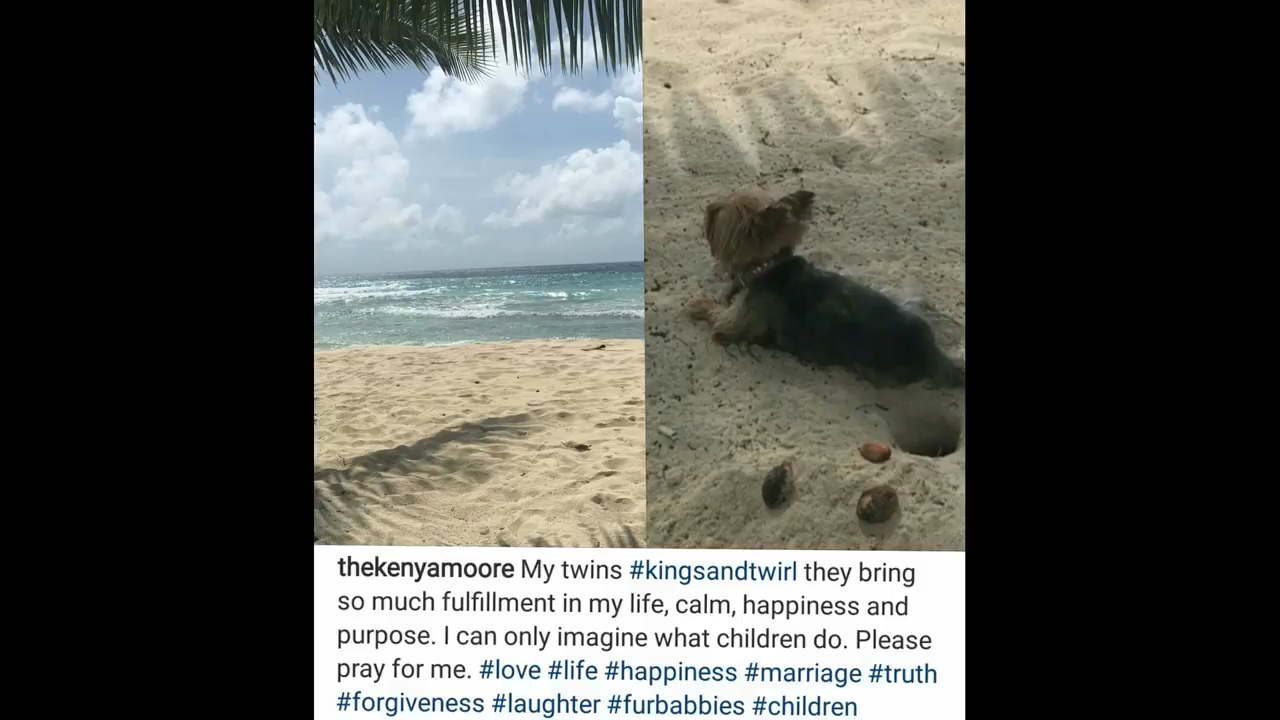 thekenyamoore My twins #kingsandtwirl they bring
so much fulfillment in my life, calm, happiness and
purpose. I can only imagine what children do. Please
pray for me. #love #life #happiness #marriage #truth
#forgiveness #laughter #furbabbies #children